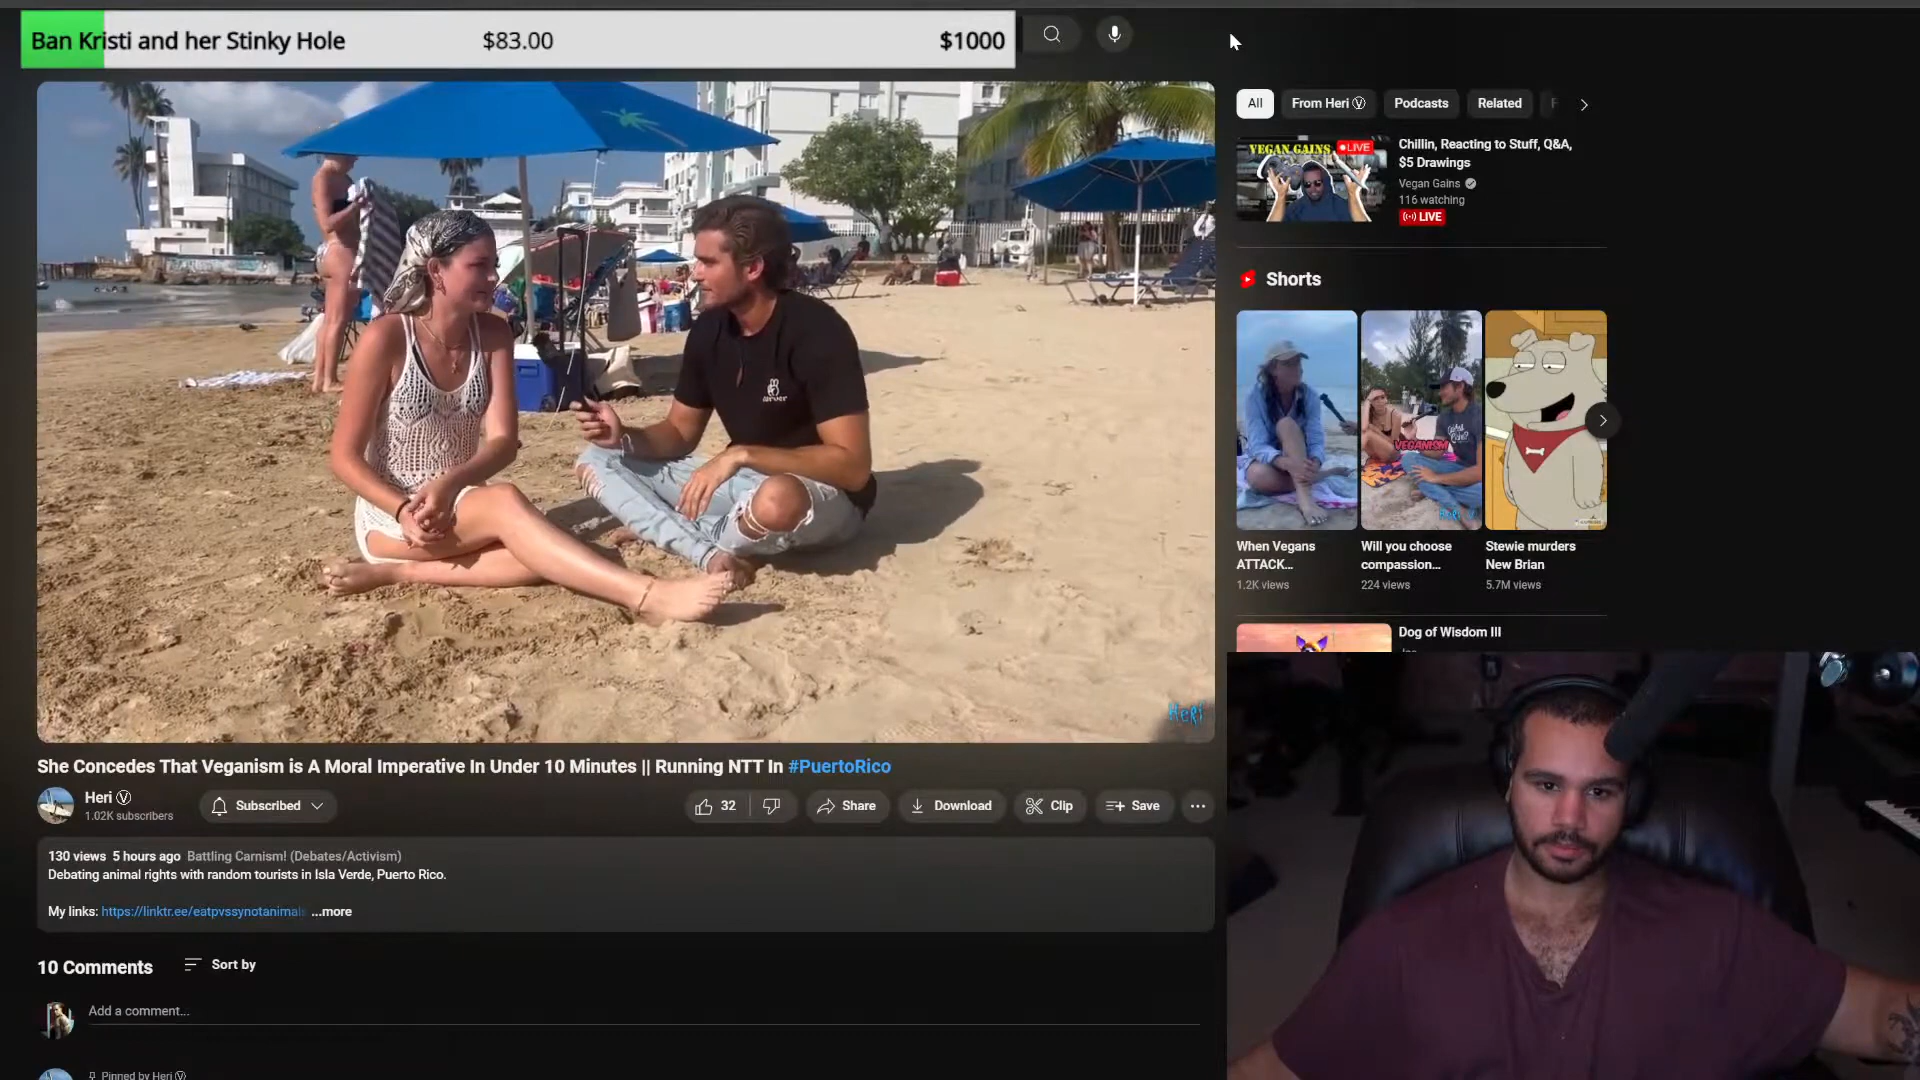 Ban Kristi and her Stinky Hole $83.00 $1000
All
From Heri Ⓥ
Podcasts
Related
VEGAN GAINS
LIVE
Chillin, Reacting to Stuff, Q&A,
$5 Drawings
Vegan Gains
116 watching
LIVE
Shorts
VEGANISM
When Vegans
ATTACK...
1.2K views
Will you choose
compassion...
224 views
Stewie murders
New Brian
5.7M views
Dog of Wisdom III
HeRi
She Concedes That Veganism is A Moral Imperative In Under 10 Minutes || Running NTT In #PuertoRico
Heri Ⓥ
1.02K subscribers
Subscribed
32
Share
Download
Clip
Save
130 views 5 hours ago Battling Carnism! (Debates/Activism)
Debating animal rights with random tourists in Isla Verde, Puerto Rico.
My links: https://linktr.ee/eatpvssynotanimals ...more
10 Comments
Sort by
Add a comment...
Pinned by Heri Ⓥ